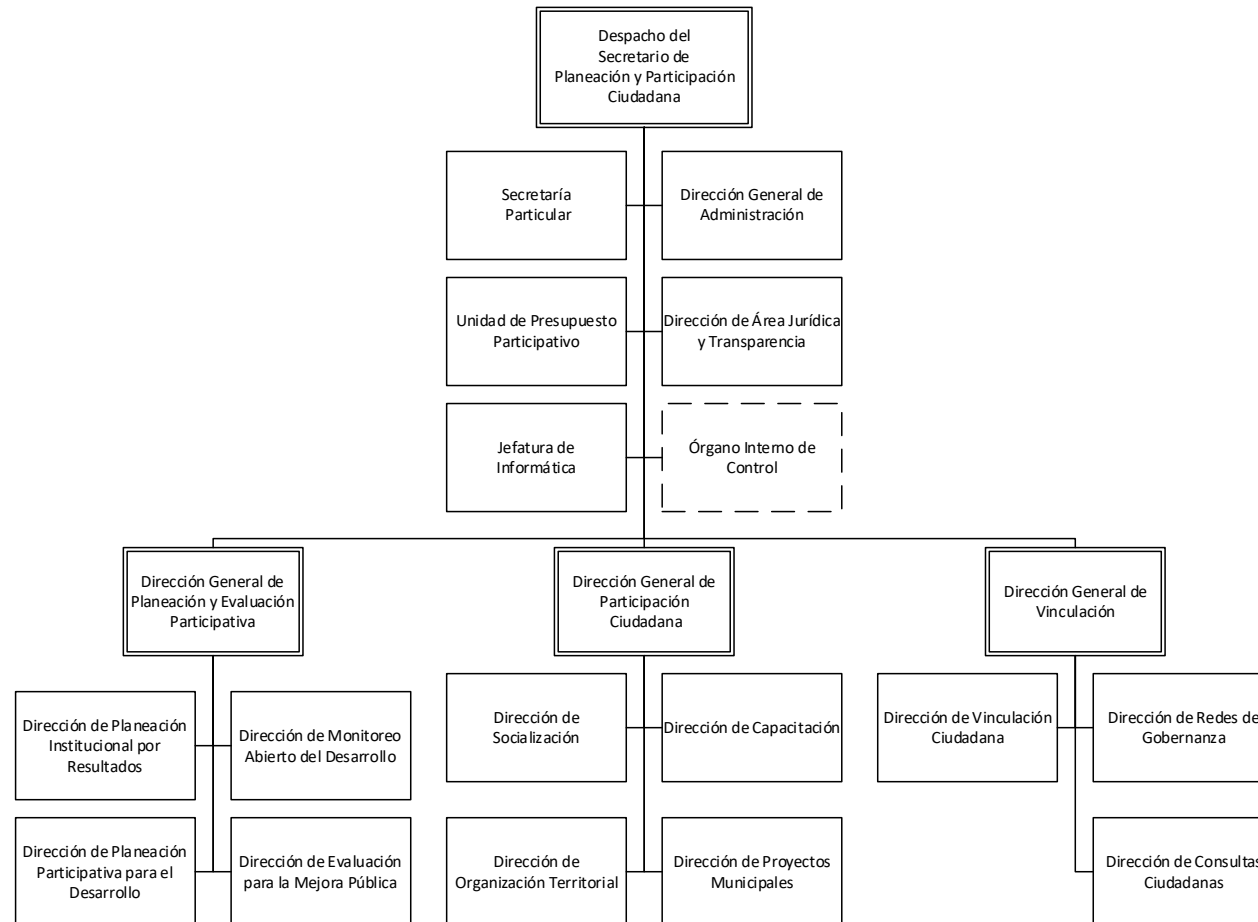 Despacho del
Secretario de
Planeación y Participación
Ciudadana
Secretaría
Particular
Dirección General de
Administración
Unidad de Presupuesto
Participativo
Dirección de Área Jurídica
y Transparencia
Jefatura de
Informática
Órgano Interno de
Control
Dirección General de
Planeación y Evaluación
Participativa
Dirección General de
Participación
Ciudadana
Dirección General de
Vinculación
Dirección de Planeación
Institucional por
Resultados
Dirección de Monitoreo
Abierto del Desarrollo
Dirección de
Socialización
Dirección de Capacitación
Dirección de Vinculación
Ciudadana
Dirección de Redes de
Gobernanza
Dirección de Planeación
Participativa para el
Desarrollo
Dirección de Evaluación
para la Mejora Pública
Dirección de
Organización Territorial
Dirección de Proyectos
Municipales
Dirección de Consultas
Ciudadanas